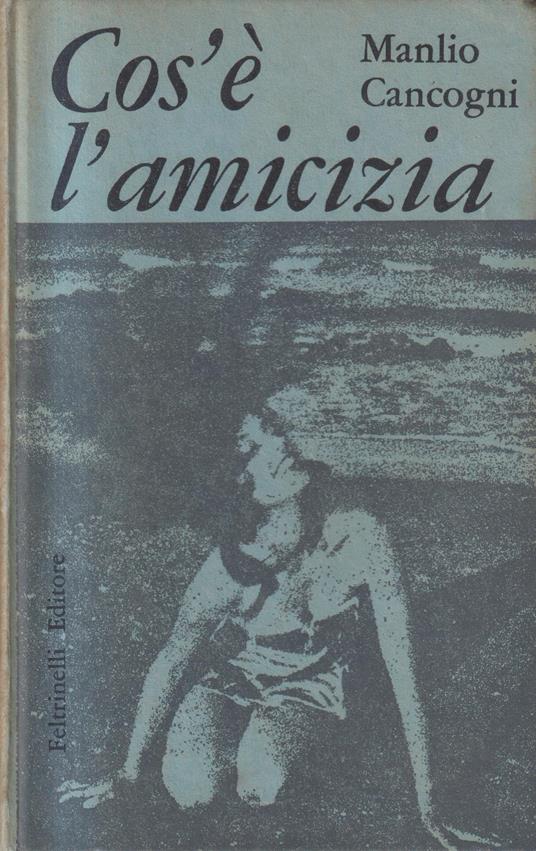 Cos'è
l'amicizia
Manlio
Cancogni
Feltrinelli Editore